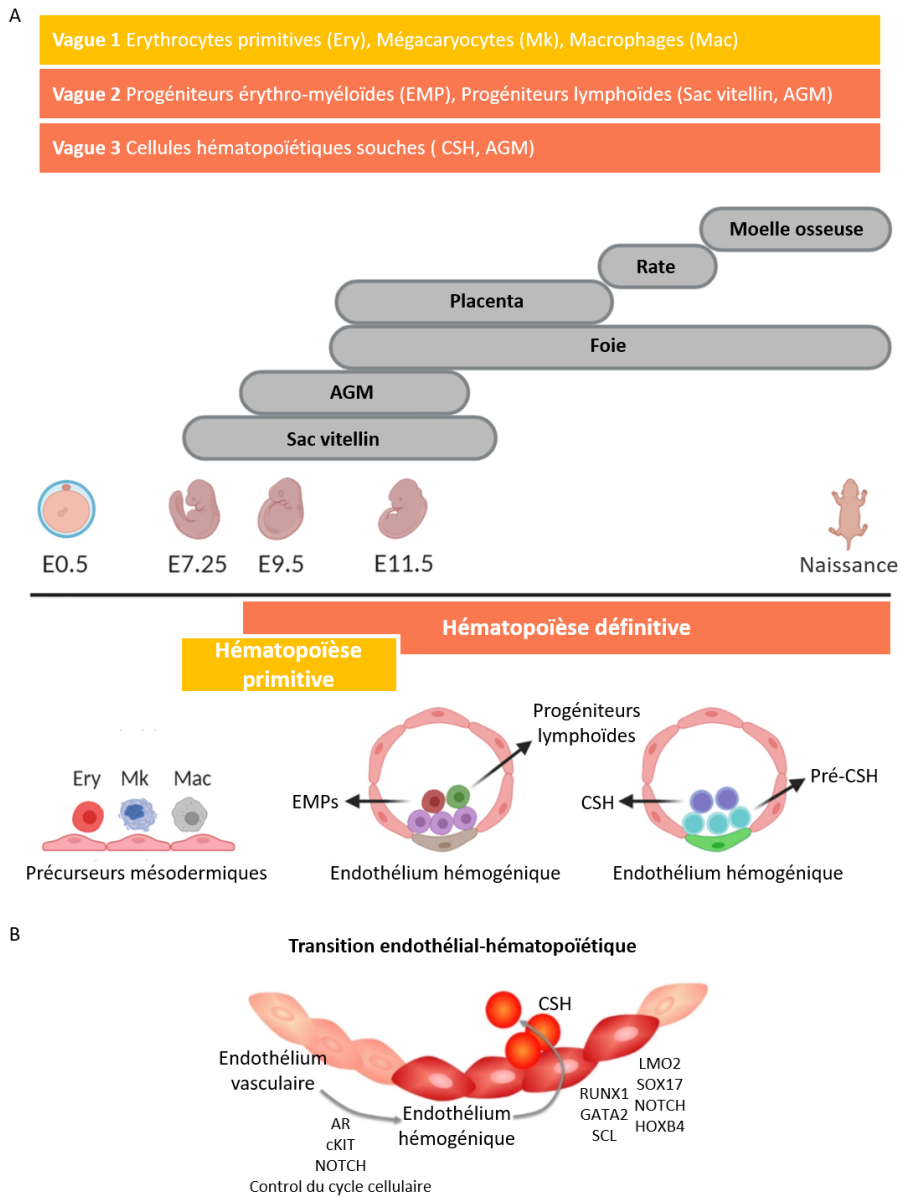 A
Vague 1 Erythrocytes primitives (Ery), Mégacaryocytes (Mk), Macrophages (Mac)
Vague 2 Progéniteurs érythro-myéloïdes (EMP), Progéniteurs lymphoïdes (Sac vitellin, AGM)
Vague 3 Cellules hématopoïétiques souches ( CSH, AGM)
Moelle osseuse
Rate
Placenta
Foie
AGM
Sac vitellin
E0.5
E7.25
E9.5
E11.5
Naissance
Hématopoïèse définitive
Hématopoïèse
primitive
Ery
Mk
Mac
Précurseurs mésodermiques
Progéniteurs
lymphoïdes
EMPs
Endothélium hémogénique
Pré-CSH
CSH
Endothélium hémogénique
B
Transition endothélial-hématopoïétique
CSH
Endothélium
vasculaire
AR
cKIT
NOTCH
Control du cycle cellulaire
Endothélium
hémogénique
RUNX1
GATA2
SCL
LMO2
SOX17
NOTCH
HOXB4